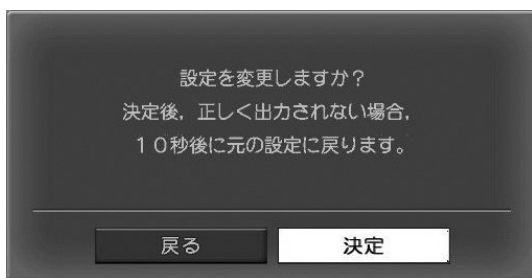 設定を変更しますか？
決定後，正しく出力されない場合，
１０秒後に元の設定に戻ります。
戻る
決定